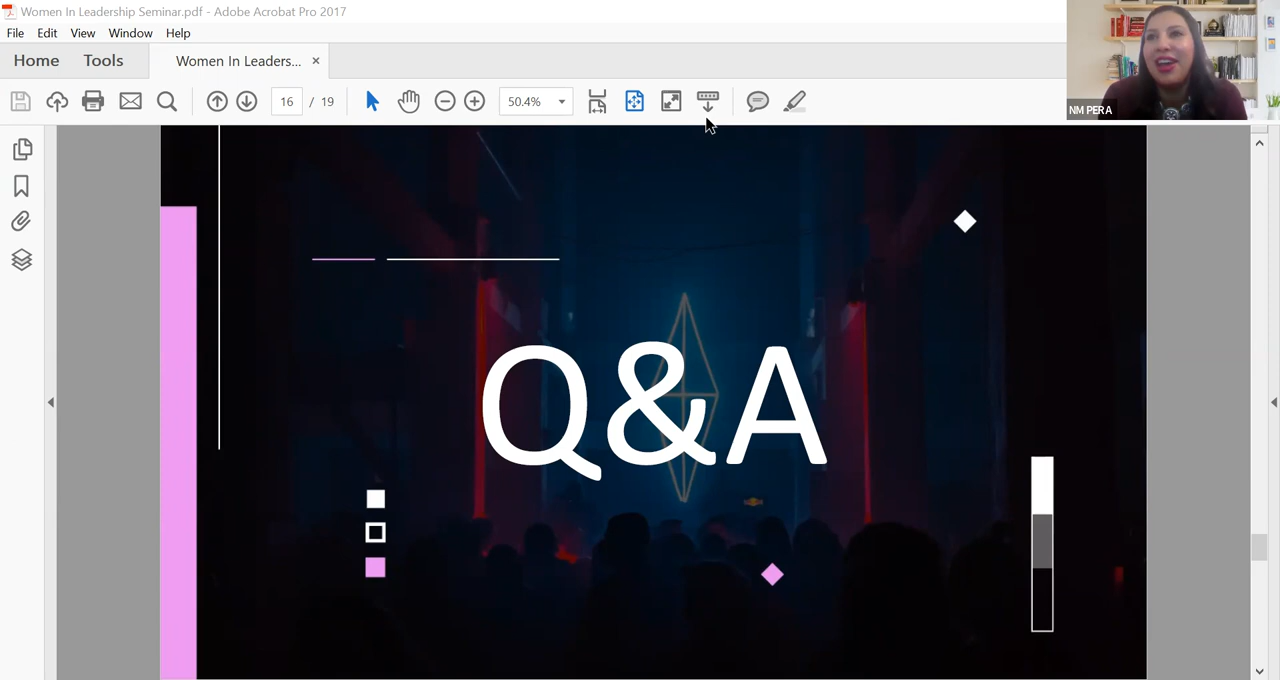 Women In Leadership Seminar.pdf - Adobe Acrobat Pro 2017
File Edit View Window Help
Home Tools Women In Leaders... ×
16 / 19 50.4%
NM PERA
Q&A